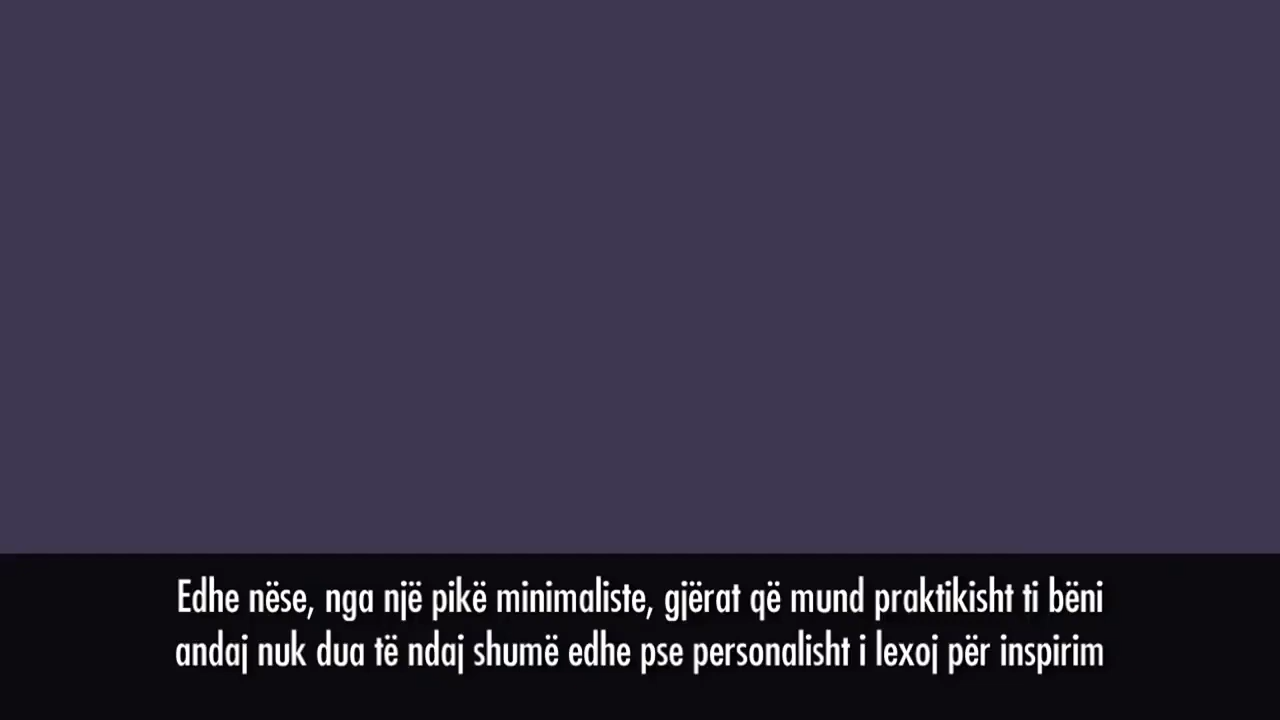 Edhe nëse, nga një pikë minimaliste, gjërat që mund praktikisht ti bëni
andaj nuk dua të ndaj shumë edhe pse personalisht i lexoj për inspirim